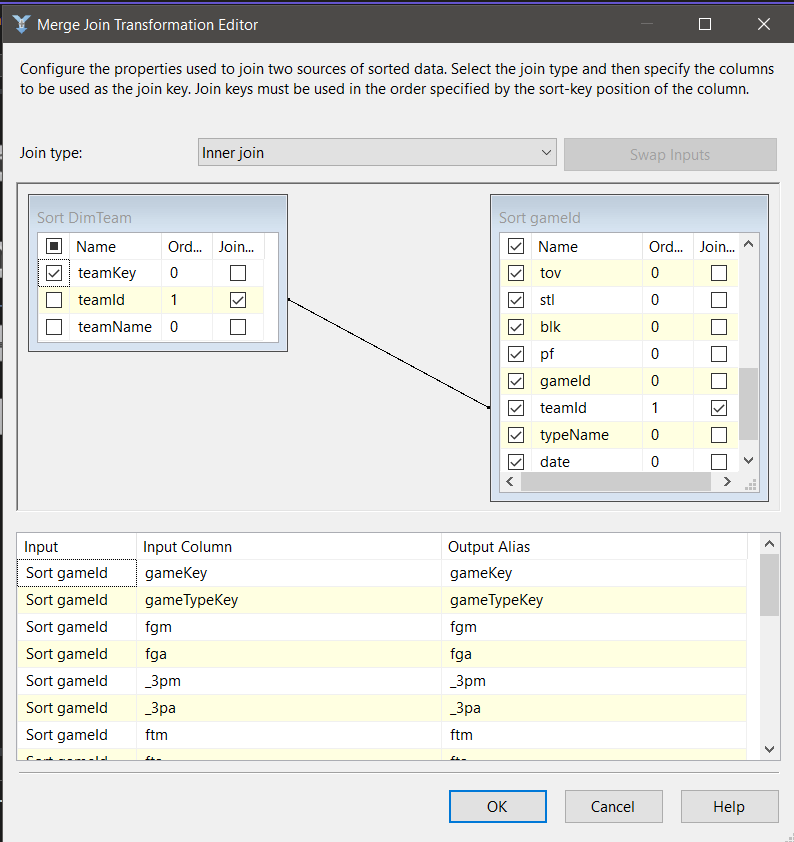 Merge Join Transformation Editor
Configure the properties used to join two sources of sorted data. Select the join type and then specify the columns
to be used as the join key. Join keys must be used in the order specified by the sort-key position of the column.
Join type:
Inner join
Swap Inputs
Sort DimTeam
Name Ord... Join...
teamKey 0
teamId 1
teamName 0
Sort gameId
Name Ord... Join...
tov 0
stl 0
blk 0
pf 0
gameId 0
teamId 1
typeName 0
date 0
Input Input Column Output Alias
Sort gameId gameKey gameKey
Sort gameId gameTypeKey gameTypeKey
Sort gameId fgm fgm
Sort gameId fga fga
Sort gameId _3pm _3pm
Sort gameId _3pa _3pa
Sort gameId ftm ftm
Sort gameId
OK Cancel Help